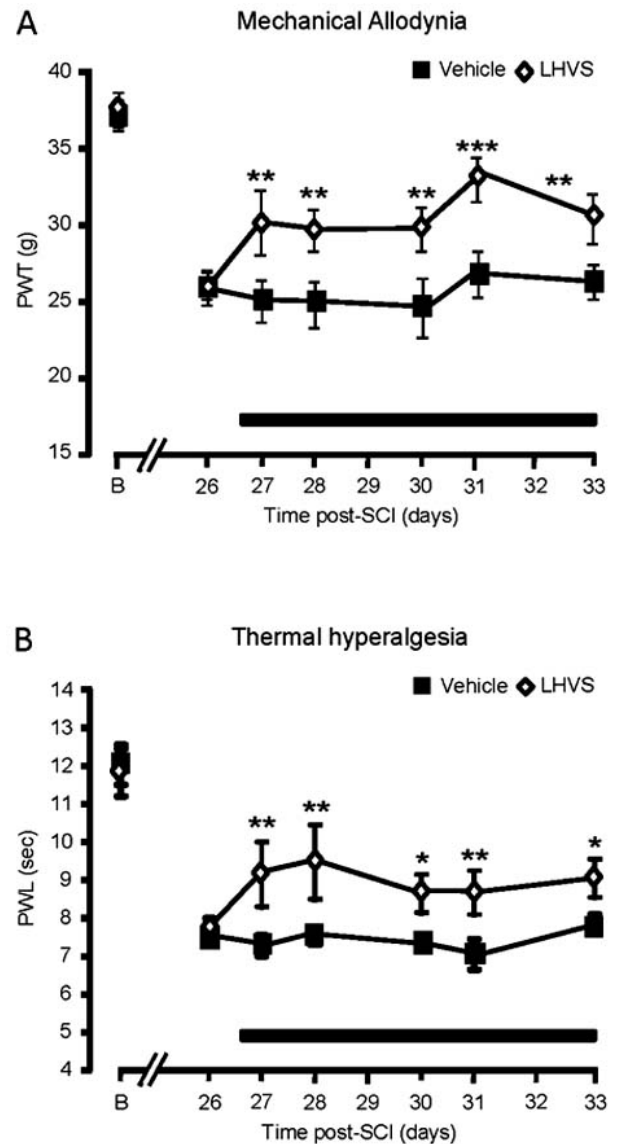 A
Mechanical Allodynia
Vehicle LHVS
PWT (g)
40
35
30
25
20
15
** ** ** *** **
B 26 27 28 29 30 31 32 33
Time post-SCI (days)
B
Thermal hyperalgesia
Vehicle LHVS
PWL (sec)
14
13
12
11
10
9
8
7
6
5
4
** ** * ** *
B 26 27 28 29 30 31 32 33
Time post-SCI (days)